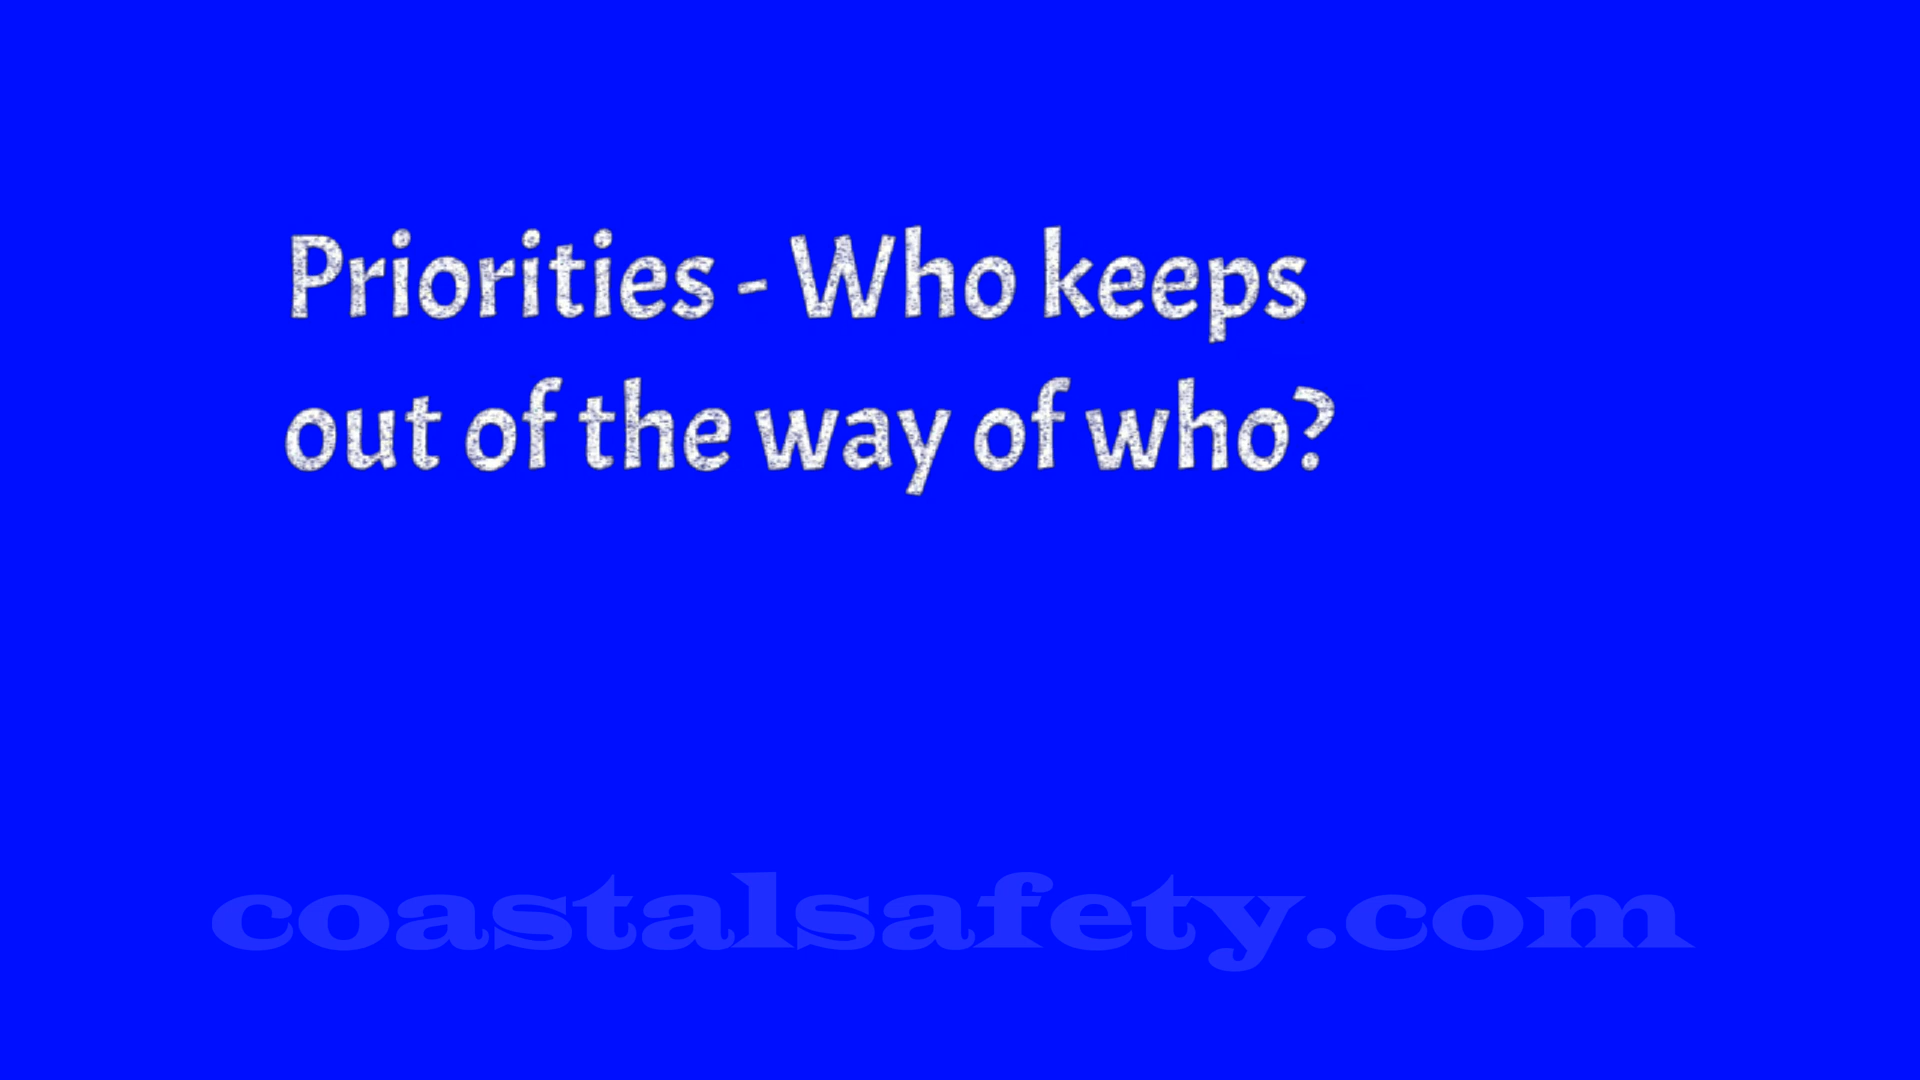 Priorities - Who keeps
out of the way of who?
coastalsafety.com